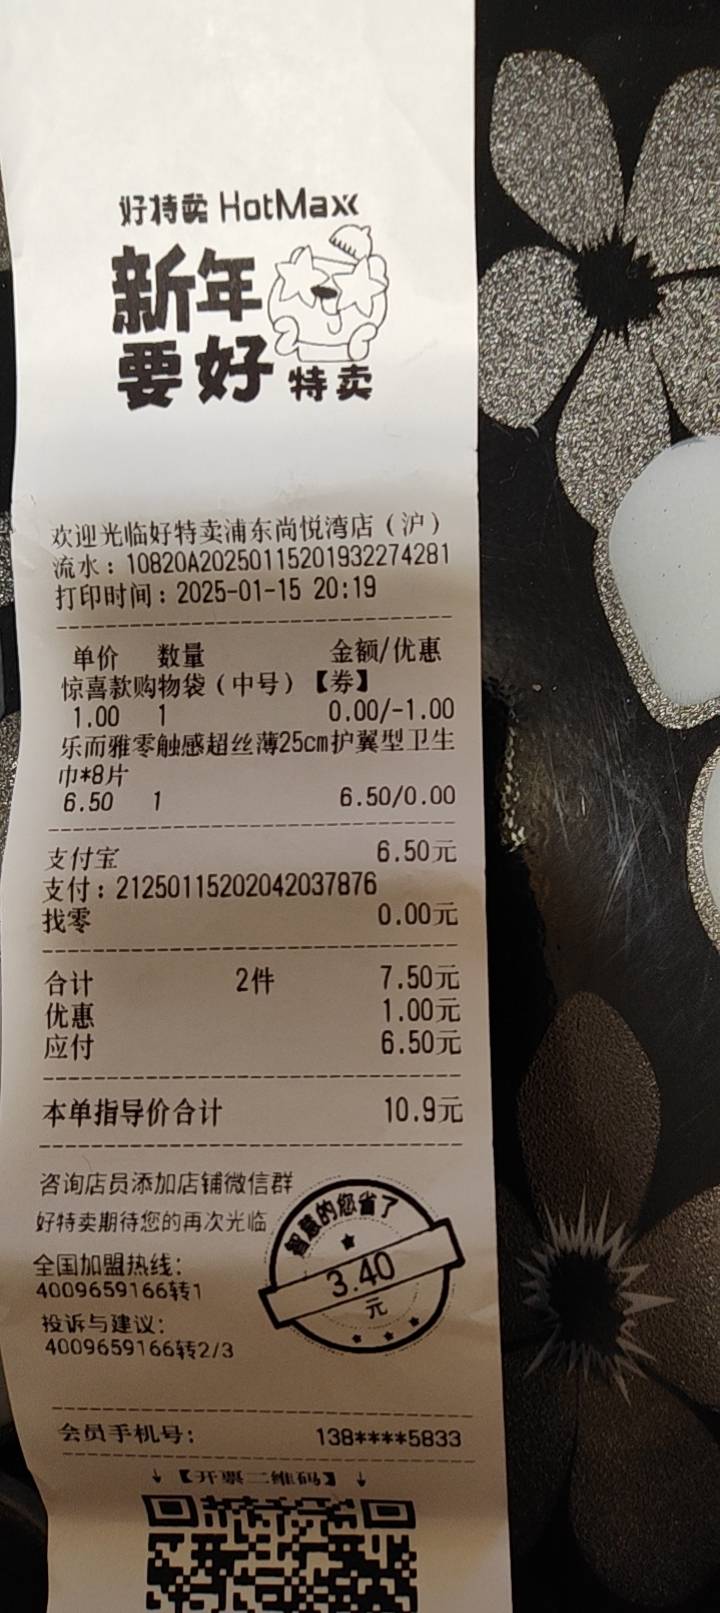 好特卖 HotMaxx
新年
要好 特卖
欢迎光临好特卖浦东尚悦湾店（沪）
流水：10820A20250115201932274281
打印时间：2025-01-15 20:19
单价 数量 金额/优惠
惊喜款购物袋（中号）【券】
1.00 1 0.00/-1.00
乐而雅零触感超丝薄25cm护翼型卫生
巾*8片
6.50 1 6.50/0.00
支付宝 6.50元
支付：21250115202042037876
找零 0.00元
合计 2件 7.50元
优惠 1.00元
应付 6.50元
本单指导价合计 10.9元
咨询店员添加店铺微信群
好特卖期待您的再次光临
全国加盟热线：
4009659166转1
投诉与建议：
4009659166转2/3
智慧的您省了
3.40
元
会员手机号： 138****5833
↓【开票二维码】↓